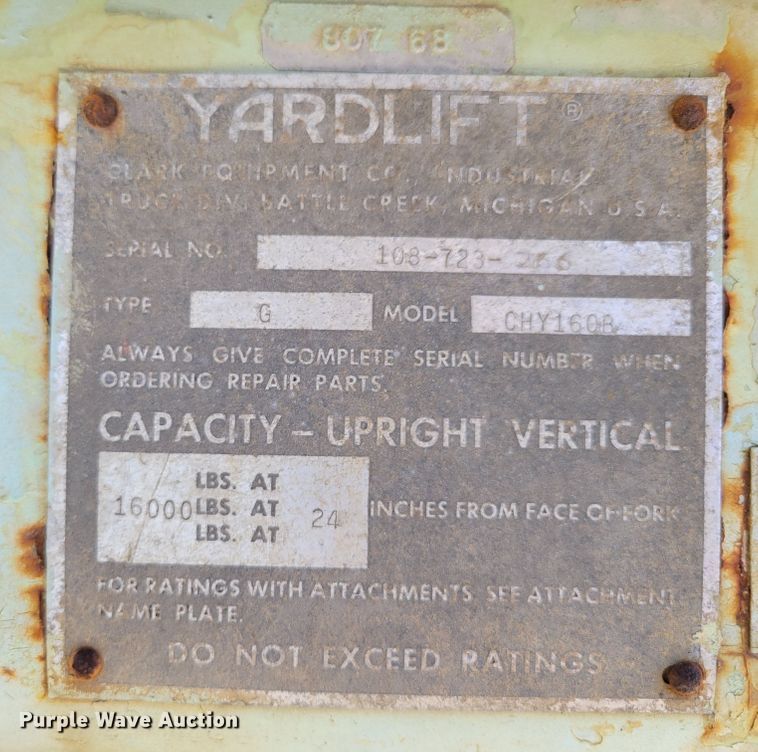 807 68
YARDLIFT®
CLARK EQUIPMENT CO., INDUSTRIAL
TRUCK DIV. BATTLE CREEK, MICHIGAN U.S.A.
SERIAL NO. 108-723-266
TYPE G MODEL CHY160B
ALWAYS GIVE COMPLETE SERIAL NUMBER WHEN
ORDERING REPAIR PARTS.
CAPACITY – UPRIGHT VERTICAL
LBS. AT
16000 LBS. AT 24 INCHES FROM FACE OF FORK
LBS. AT
FOR RATINGS WITH ATTACHMENTS SEE ATTACHMENT
NAME PLATE.
DO NOT EXCEED RATINGS
Purple Wave Auction